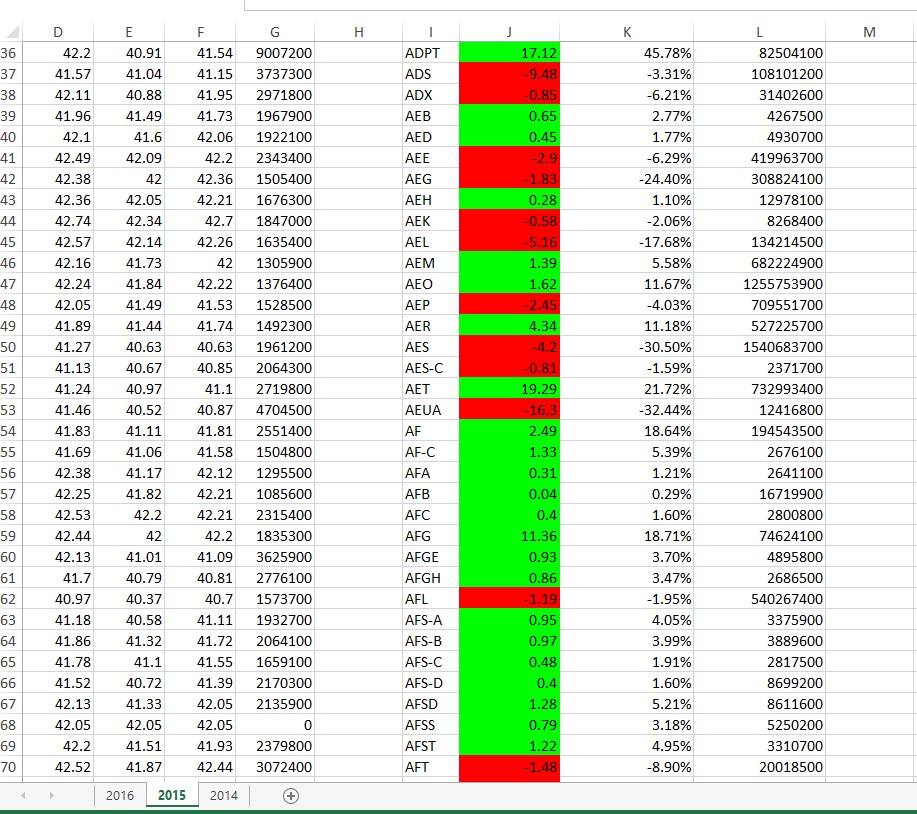 D E F G H I J K L M
36 42.2 40.91 41.54 9007200 ADPT 17.12 45.78% 82504100
37 41.57 41.04 41.15 3737300 ADS -9.48 -3.31% 108101200
38 42.11 40.88 41.95 2971800 ADX -0.85 -6.21% 31402600
39 41.96 41.49 41.73 1967900 AEB 0.65 2.77% 4267500
40 42.1 41.6 42.06 1922100 AED 0.45 1.77% 4930700
41 42.49 42.09 42.2 2343400 AEE -2.9 -6.29% 419963700
42 42.38 42 42.36 1505400 AEG -1.83 -24.40% 308824100
43 42.36 42.05 42.21 1676300 AEH 0.28 1.10% 12978100
44 42.74 42.34 42.7 1847000 AEK -0.58 -2.06% 8268400
45 42.57 42.14 42.26 1635400 AEL -5.16 -17.68% 134214500
46 42.16 41.73 42 1305900 AEM 1.39 5.58% 682224900
47 42.24 41.84 42.22 1376400 AEO 1.62 11.67% 1255753900
48 42.05 41.49 41.53 1528500 AEP -2.45 -4.03% 709551700
49 41.89 41.44 41.74 1492300 AER 4.34 11.18% 527225700
50 41.27 40.63 40.63 1961200 AES -4.2 -30.50% 1540683700
51 41.13 40.67 40.85 2064300 AES-C -0.81 -1.59% 2371700
52 41.24 40.97 41.1 2719800 AET 19.29 21.72% 732993400
53 41.46 40.52 40.87 4704500 AEUA -16.3 -32.44% 12416800
54 41.83 41.11 41.81 2551400 AF 2.49 18.64% 194543500
55 41.69 41.06 41.58 1504800 AF-C 1.33 5.39% 2676100
56 42.38 41.17 42.12 1295500 AFA 0.31 1.21% 2641100
57 42.25 41.82 42.21 1085600 AFB 0.04 0.29% 16719900
58 42.53 42.2 42.21 2315400 AFC 0.4 1.60% 2800800
59 42.44 42 42.2 1835300 AFG 11.36 18.71% 74624100
60 42.13 41.01 41.09 3625900 AFGE 0.93 3.70% 4895800
61 41.7 40.79 40.81 2776100 AFGH 0.86 3.47% 2686500
62 40.97 40.37 40.7 1573700 AFL -1.19 -1.95% 540267400
63 41.18 40.58 41.11 1932700 AFS-A 0.95 4.05% 3375900
64 41.86 41.32 41.72 2064100 AFS-B 0.97 3.99% 3889600
65 41.78 41.1 41.55 1659100 AFS-C 0.48 1.91% 2817500
66 41.52 40.72 41.39 2170300 AFS-D 0.4 1.60% 8699200
67 42.13 41.33 42.05 2135900 AFSD 1.28 5.21% 8611600
68 42.05 42.05 42.05 0 AFSS 0.79 3.18% 5250200
69 42.2 41.51 41.93 2379800 AFST 1.22 4.95% 3310700
70 42.52 41.87 42.44 3072400 AFT -1.48 -8.90% 20018500
2016 2015 2014